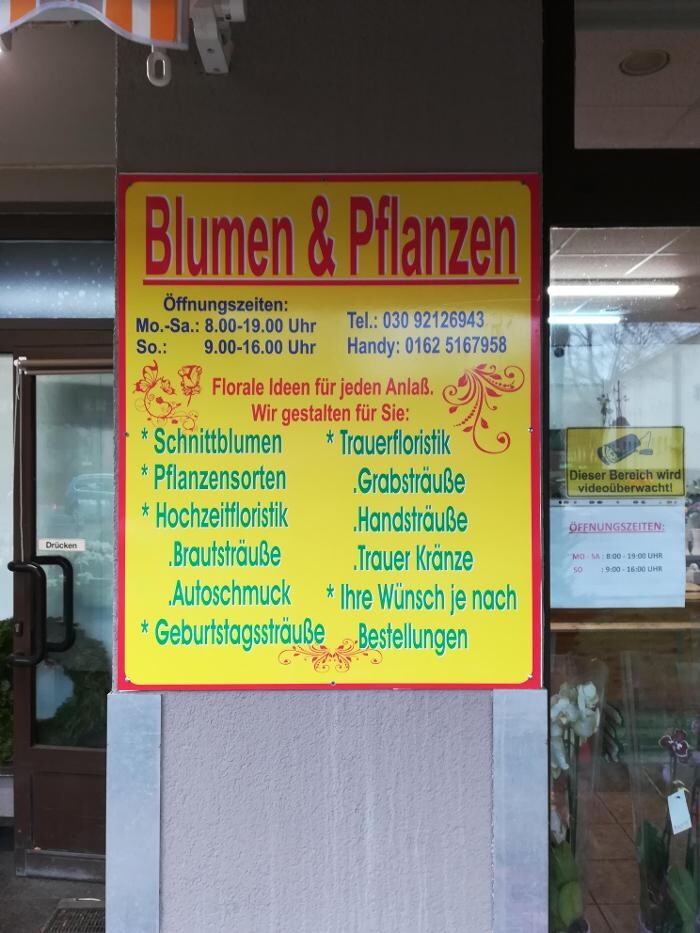 Blumen & Pflanzen
Öffnungszeiten:
Mo.-Sa.: 8.00-19.00 Uhr
So.: 9.00-16.00 Uhr
Tel.: 030 92126943
Handy: 0162 5167958
Florale Ideen für jeden Anlaß.
Wir gestalten für Sie:
* Schnittblumen
* Pflanzensorten
* Hochzeitfloristik
.Brautsträuße
.Autoschmuck
* Geburtstagssträuße
* Trauerfloristik
.Grabsträuße
.Handsträuße
.Trauer Kränze
* Ihre Wünsch je nach
Bestellungen
Drücken
Dieser Bereich wird
videoüberwacht!
ÖFFNUNGSZEITEN:
MO - SA : 8:00 - 19:00 UHR
SO : 9:00 - 16:00 UHR